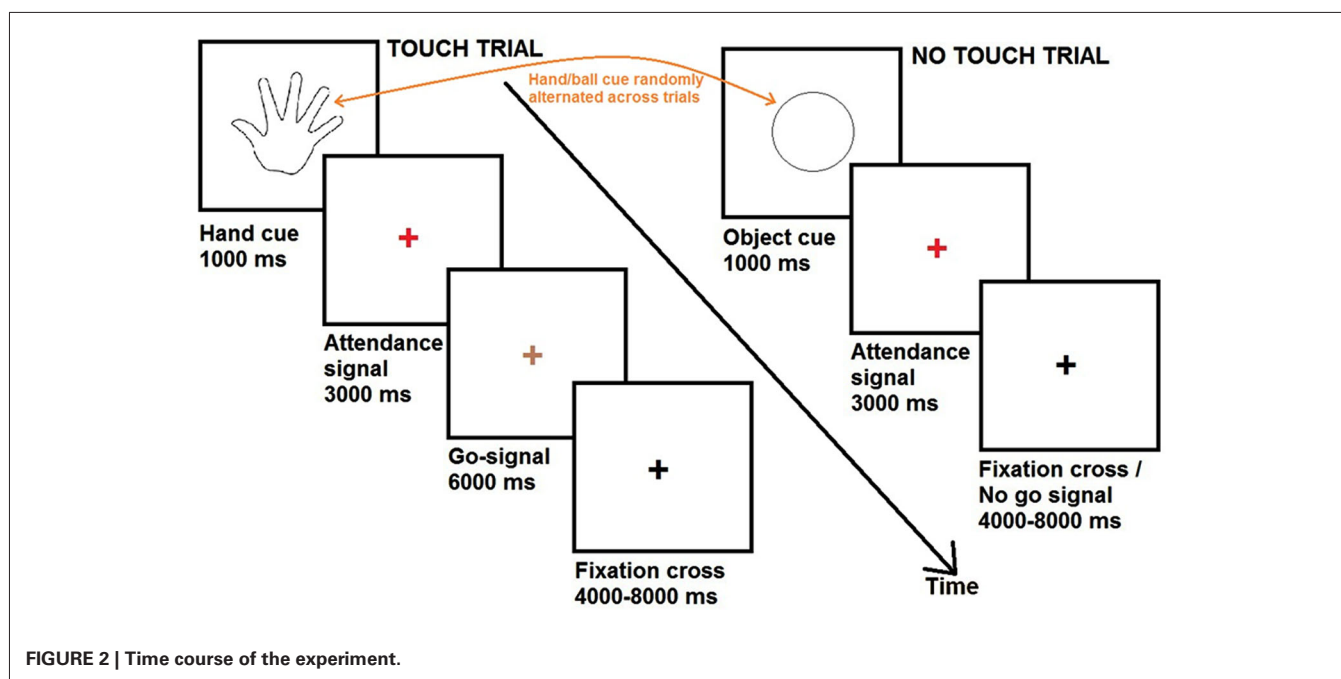 TOUCH TRIAL
Hand/ball cue randomly
alternated across trials
NO TOUCH TRIAL
Hand cue
1000 ms
Attendance
signal
3000 ms
Go-signal
6000 ms
Fixation cross
4000-8000 ms
Object cue
1000 ms
Attendance
signal
3000 ms
Fixation cross /
No go signal
4000-8000 ms
Time
FIGURE 2 | Time course of the experiment.